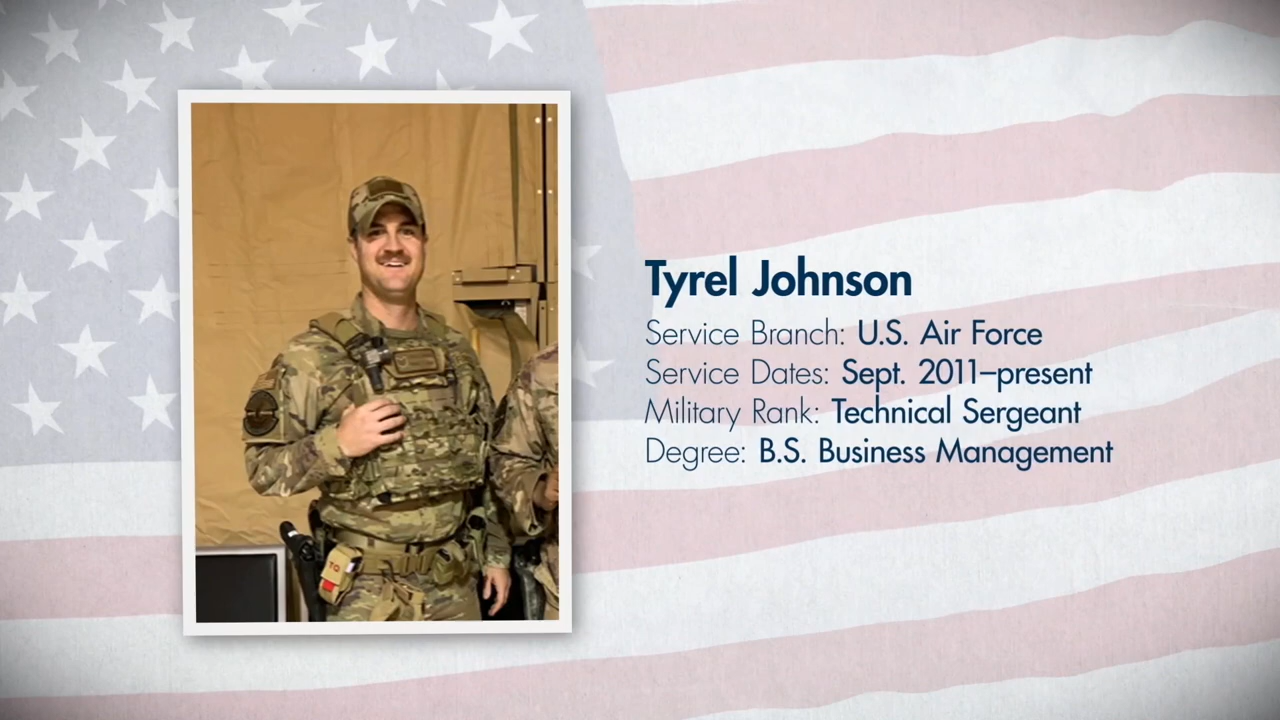 Tyrel Johnson
Service Branch: U.S. Air Force
Service Dates: Sept. 2011–present
Military Rank: Technical Sergeant
Degree: B.S. Business Management